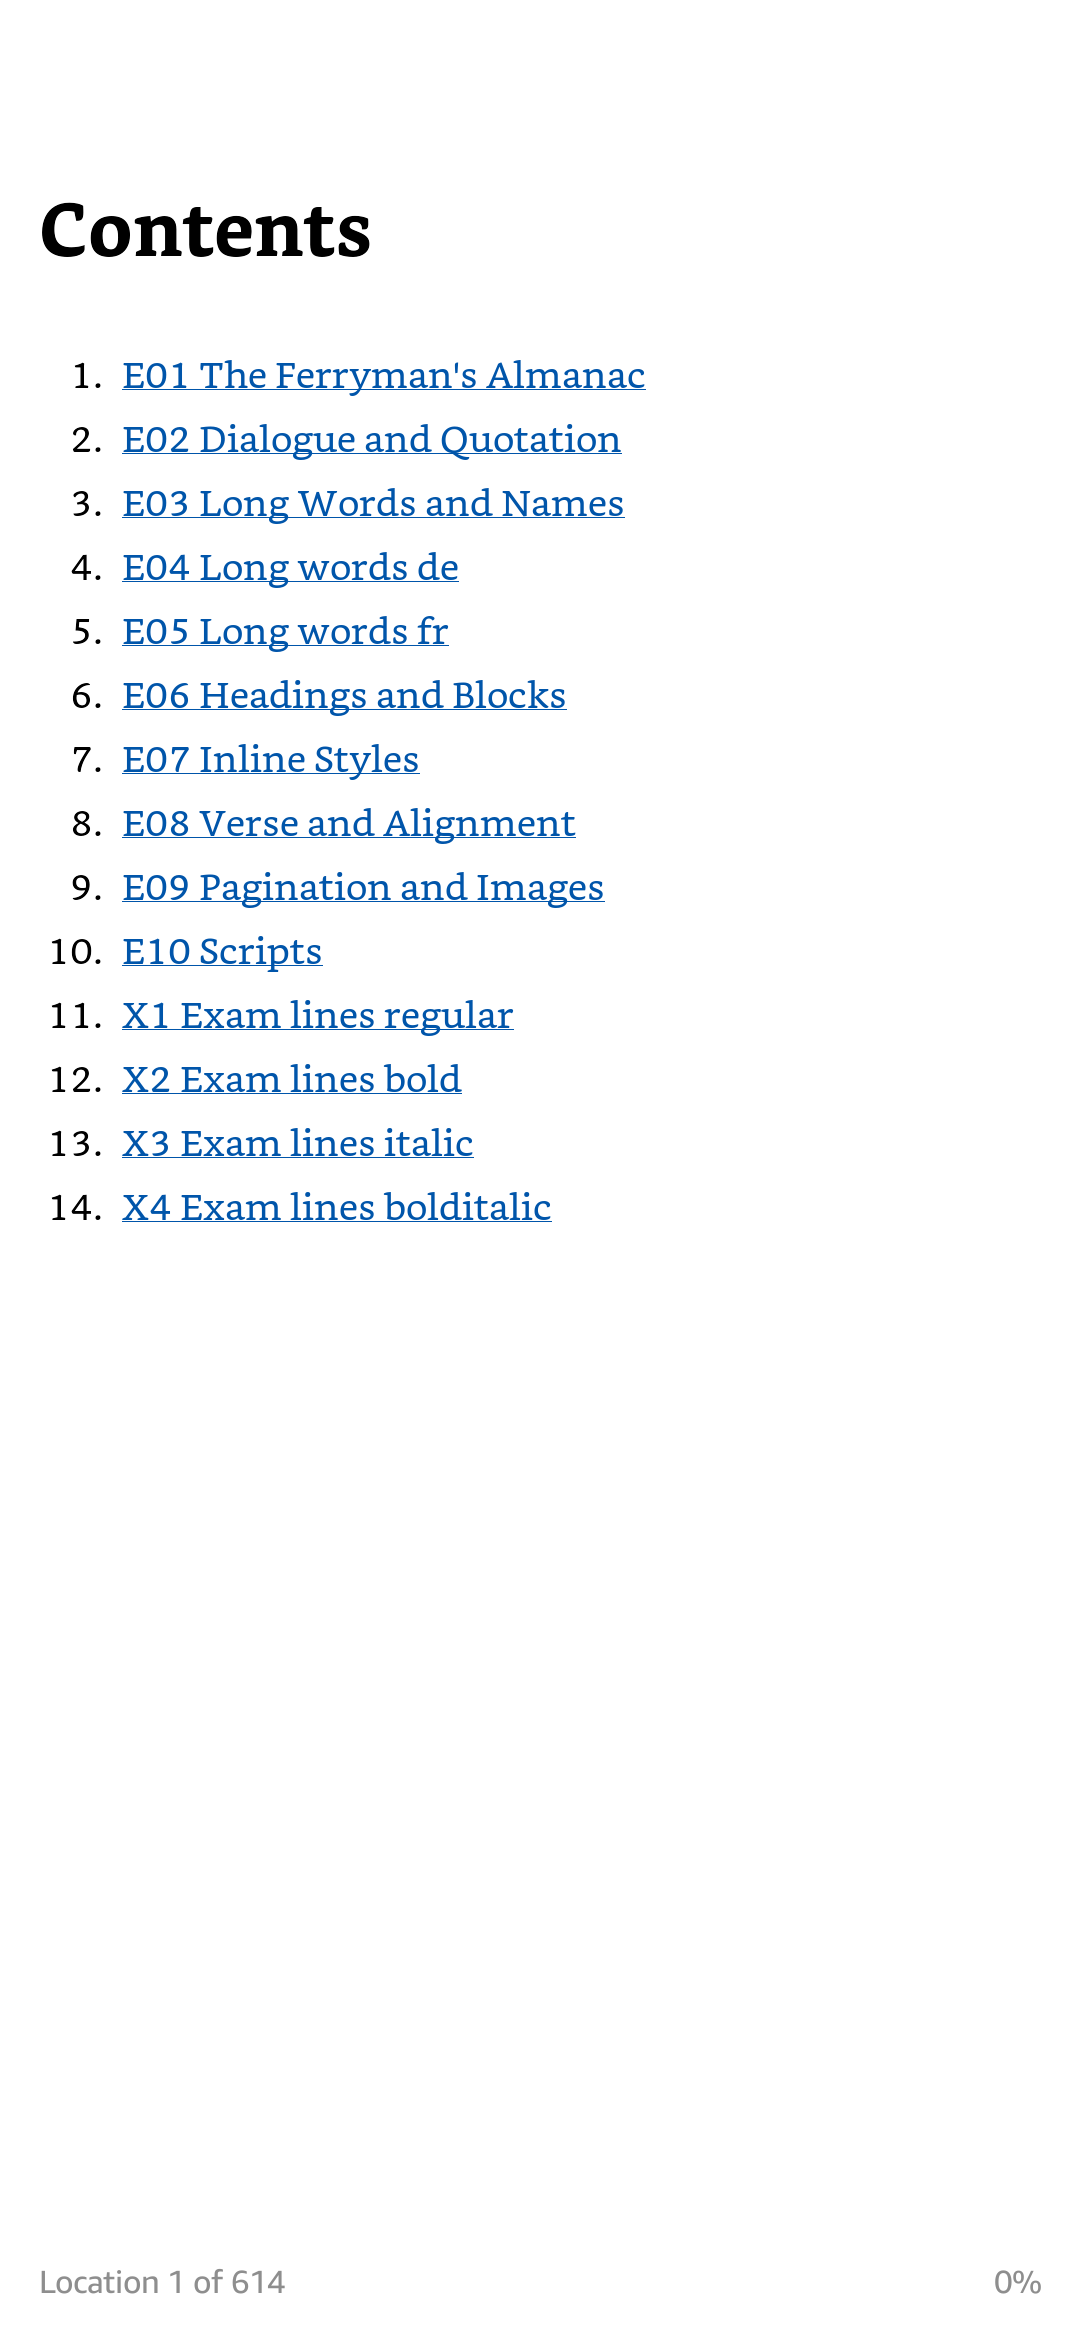 Contents
1. E01 The Ferryman's Almanac
2. E02 Dialogue and Quotation
3. E03 Long Words and Names
4. E04 Long words de
5. E05 Long words fr
6. E06 Headings and Blocks
7. E07 Inline Styles
8. E08 Verse and Alignment
9. E09 Pagination and Images
10. E10 Scripts
11. X1 Exam lines regular
12. X2 Exam lines bold
13. X3 Exam lines italic
14. X4 Exam lines bolditalic
Location 1 of 614 0%